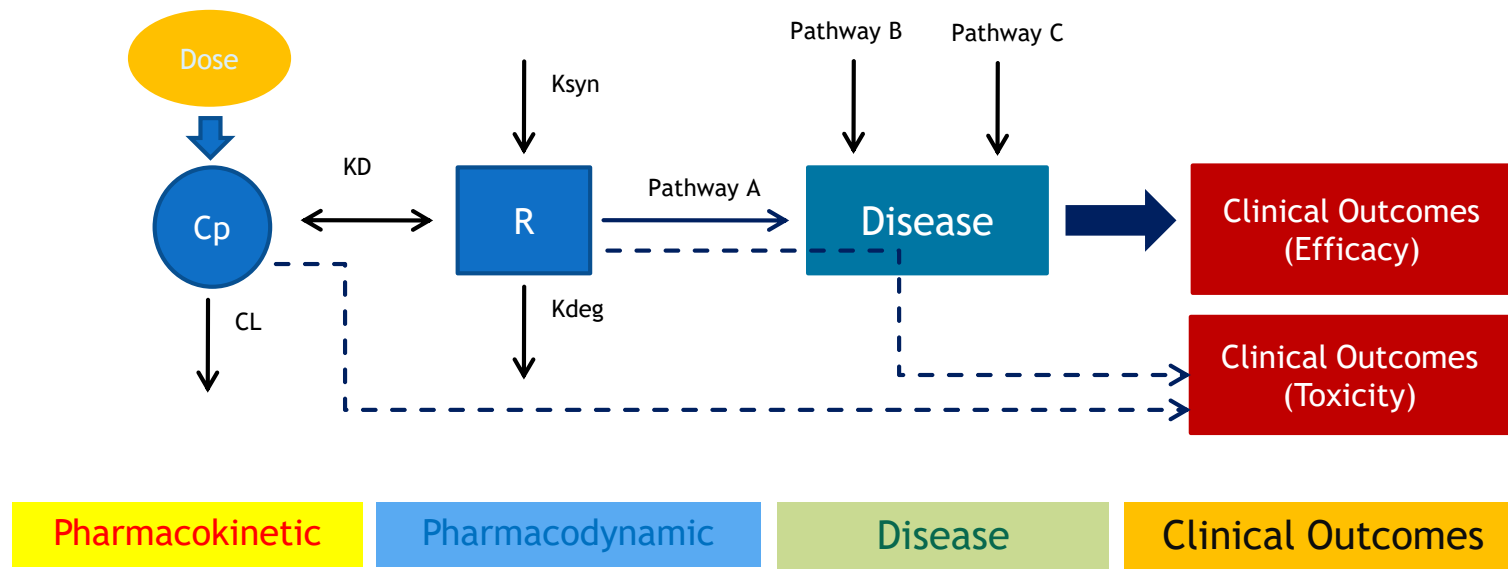 Dose
Ksyn
Pathway B
Pathway C
KD
Cp
R
Pathway A
Disease
Clinical Outcomes
(Efficacy)
CL
Kdeg
Clinical Outcomes
(Toxicity)
Pharmacokinetic
Pharmacodynamic
Disease
Clinical Outcomes